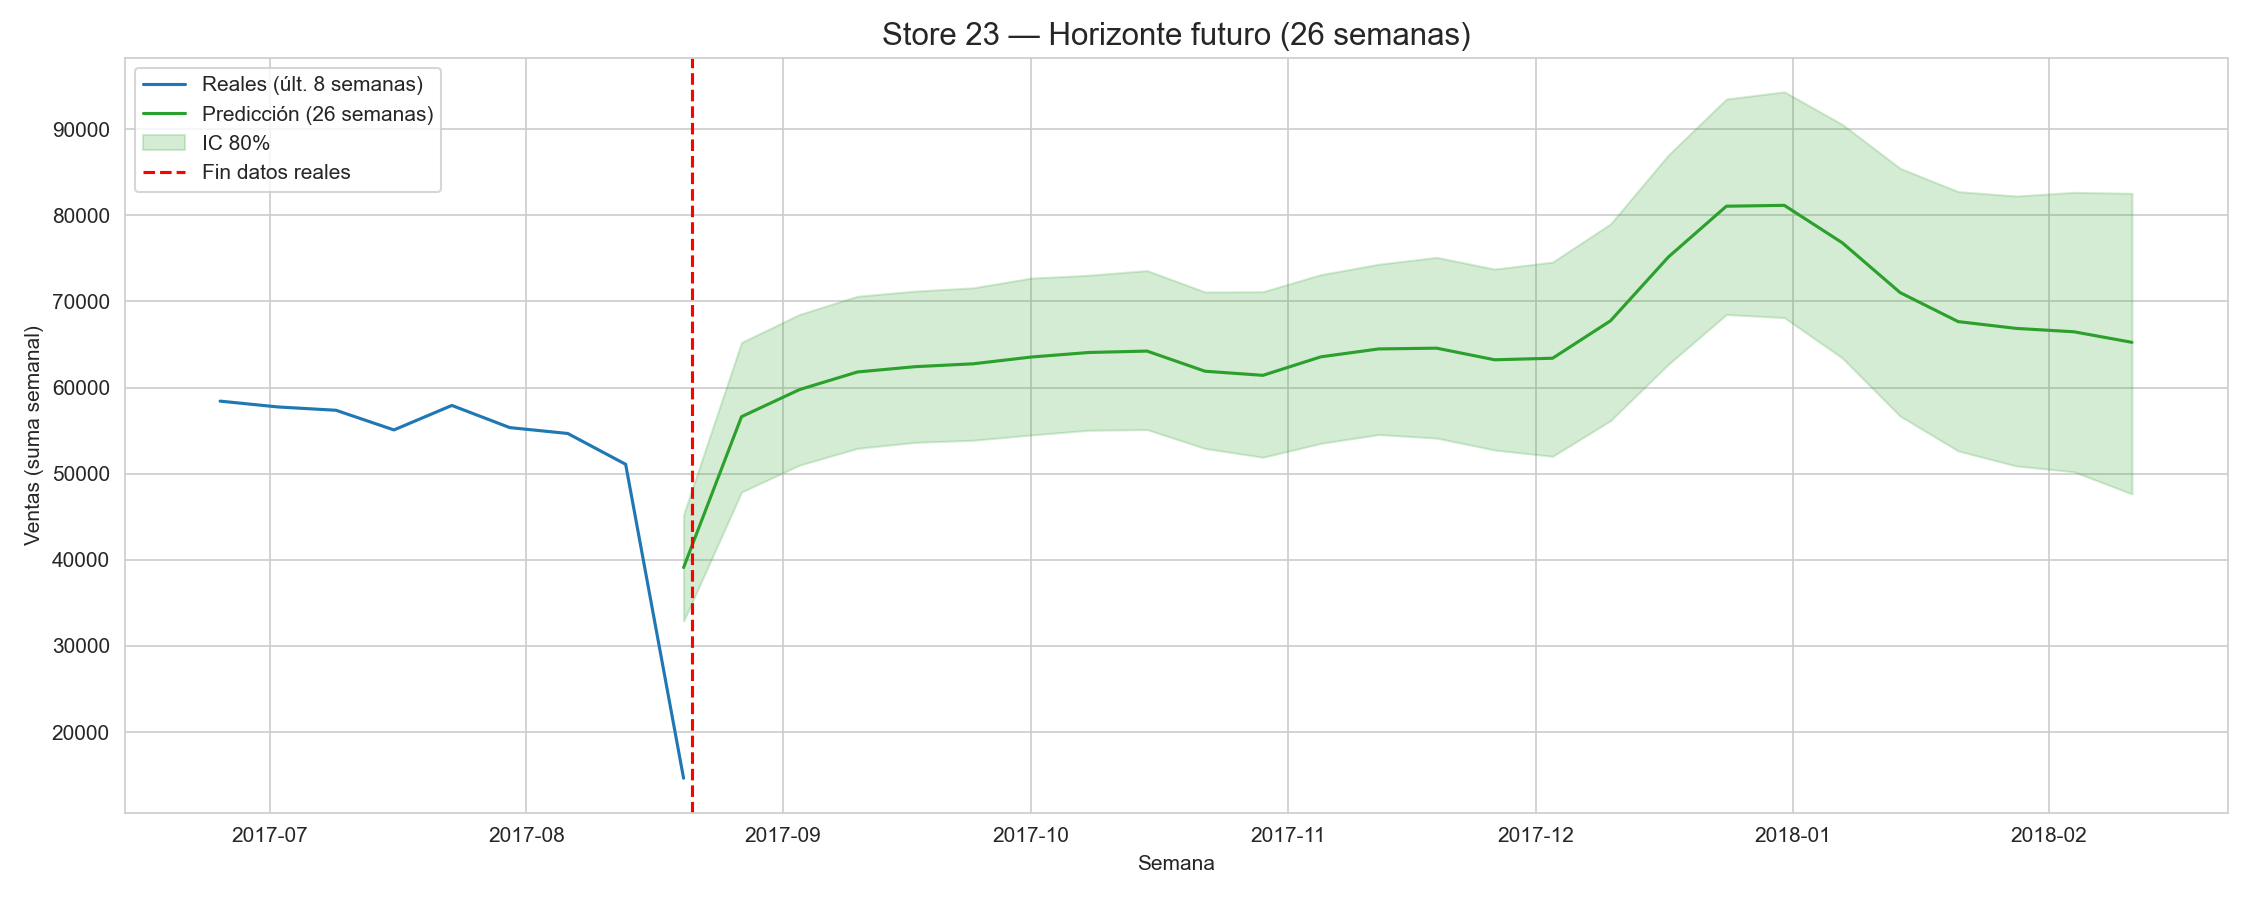 Store 23 — Horizonte futuro (26 semanas)
Reales (últ. 8 semanas)
Predicción (26 semanas)
IC 80%
Fin datos reales
Ventas (suma semanal)
90000
80000
70000
60000
50000
40000
30000
20000
2017-07
2017-08
2017-09
2017-10
2017-11
2017-12
2018-01
2018-02
Semana